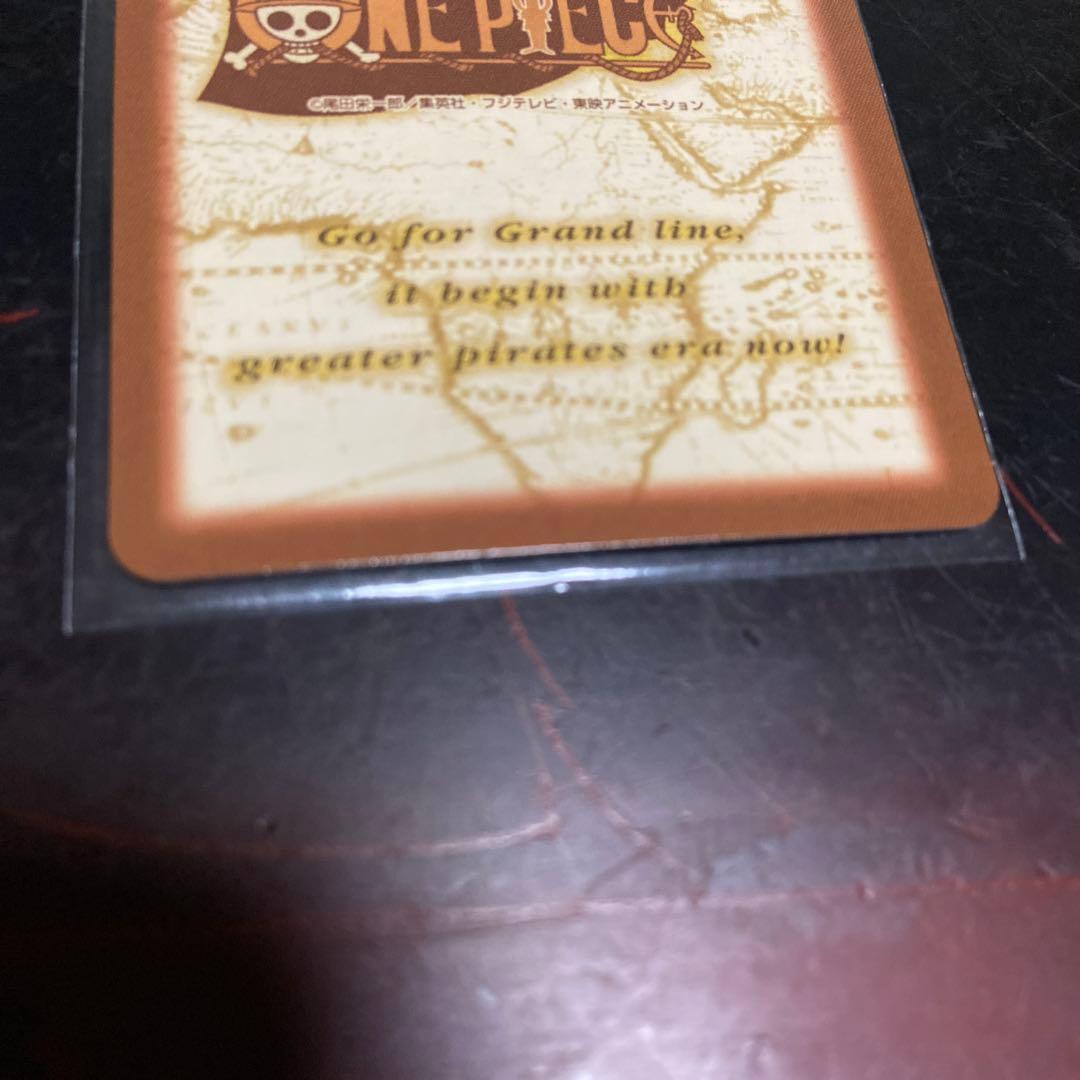 ONE PIECE
©尾田栄一郎／集英社・フジテレビ・東映アニメーション
Go for Grand line,
it begin with
greater pirates era now!